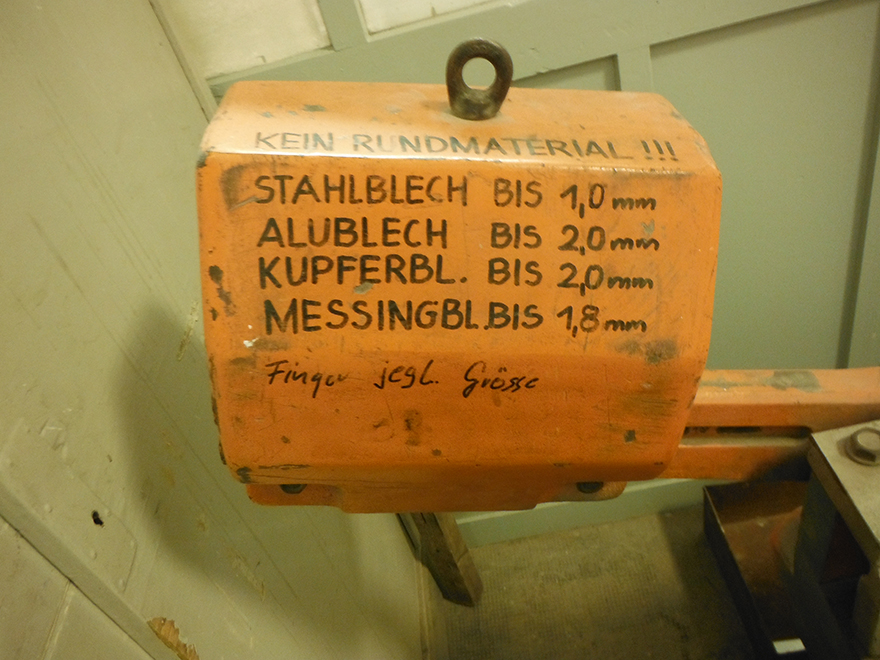 KEIN RUNDMATERIAL !!!
STAHLBLECH BIS 1,0 mm
ALUBLECH BIS 2,0 mm
KUPFERBL. BIS 2,0 mm
MESSINGBL. BIS 1,8 mm
Finger jegl. Grösse